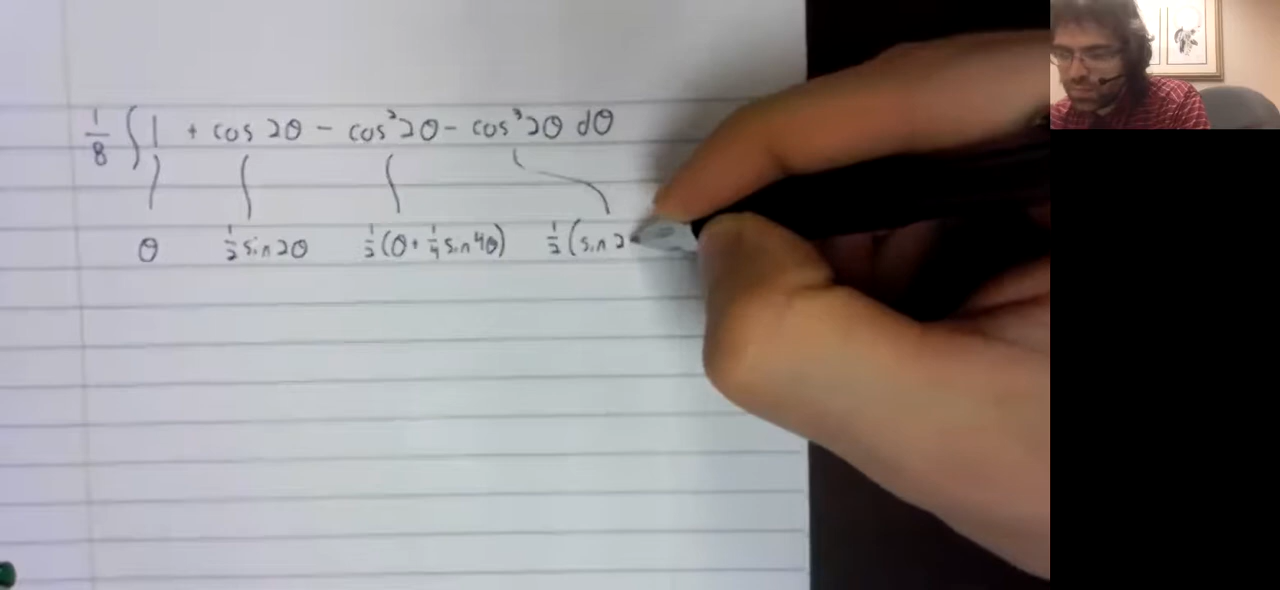 1/8 ∫ 1 + cos 2θ - cos²2θ - cos³2θ dθ
θ 1/2 sin 2θ 1/2 (θ + 1/4 sin 4θ) 1/2 (sin 2